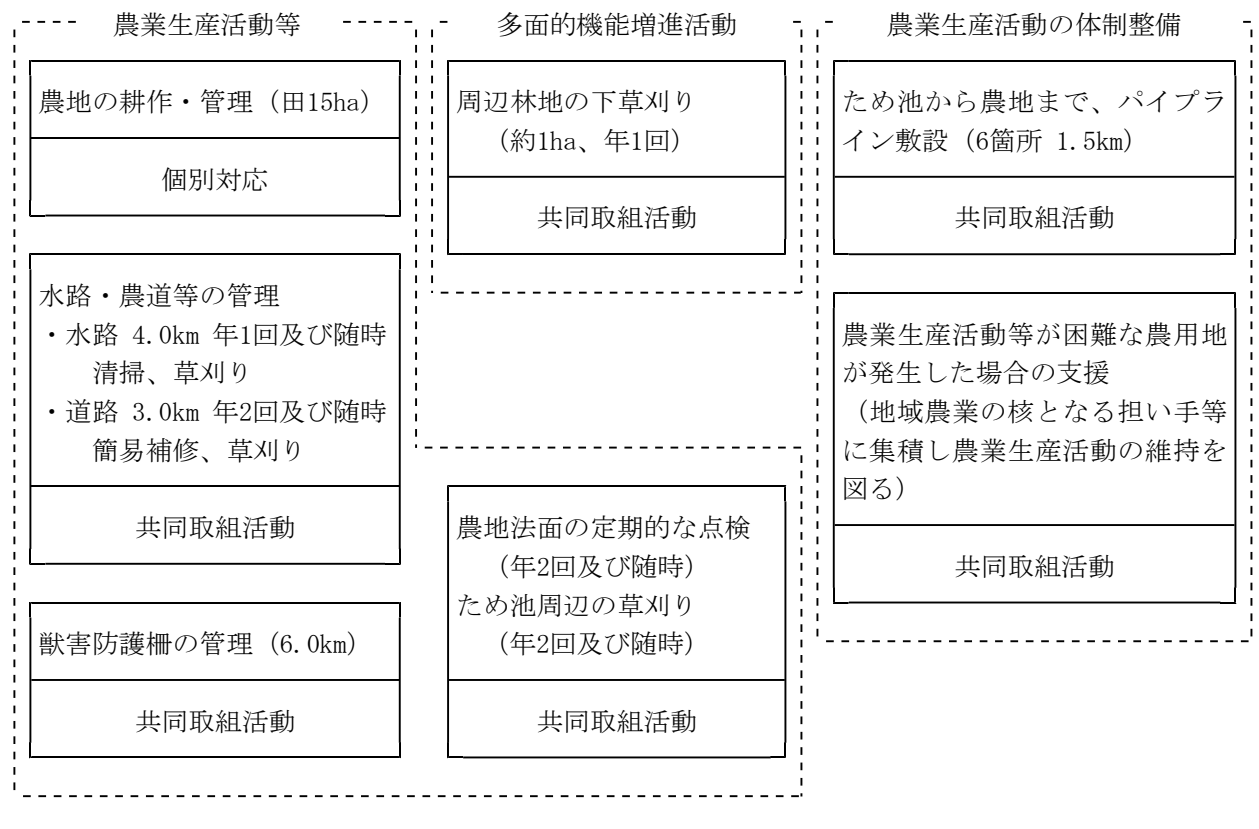 農業生産活動等
農地の耕作・管理（田15ha）
個別対応
水路・農道等の管理
・水路 4.0km 年1回及び随時
清掃、草刈り
・道路 3.0km 年2回及び随時
簡易補修、草刈り
共同取組活動
獣害防護柵の管理（6.0km）
共同取組活動
農地法面の定期的な点検
（年2回及び随時）
ため池周辺の草刈り
（年2回及び随時）
共同取組活動
多面的機能増進活動
周辺林地の下草刈り
（約1ha、年1回）
共同取組活動
農業生産活動の体制整備
ため池から農地まで、パイプラ
イン敷設（6箇所 1.5km）
共同取組活動
農業生産活動等が困難な農用地
が発生した場合の支援
（地域農業の核となる担い手等
に集積し農業生産活動の維持を
図る）
共同取組活動